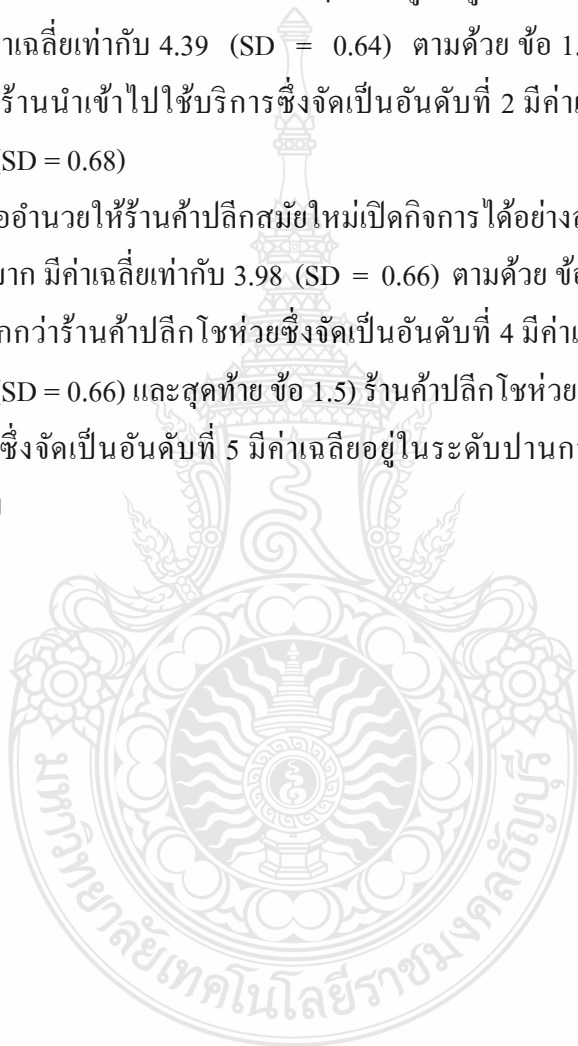 าเฉลี่ยเท่ากับ 4.39 (SD = 0.64) ตามด้วย ข้อ 1.
ร้านนำเข้าไปใช้บริการซึ่งจัดเป็นอันดับที่ 2 มีค่าเ
(SD = 0.68)
ออำนวยให้ร้านค้าปลีกสมัยใหม่เปิดกิจการได้อย่างส
มาก มีค่าเฉลี่ยเท่ากับ 3.98 (SD = 0.66) ตามด้วย ข้อ
กกว่าร้านค้าปลีกโชห่วยซึ่งจัดเป็นอันดับที่ 4 มีค่าเ
(SD = 0.66) และสุดท้าย ข้อ 1.5) ร้านค้าปลีกโชห่วย
ซึ่งจัดเป็นอันดับที่ 5 มีค่าเฉลียอยู่ในระดับปานก
มหาวิทยาลัยเทคโนโลยีราชมงคลธัญบุรี